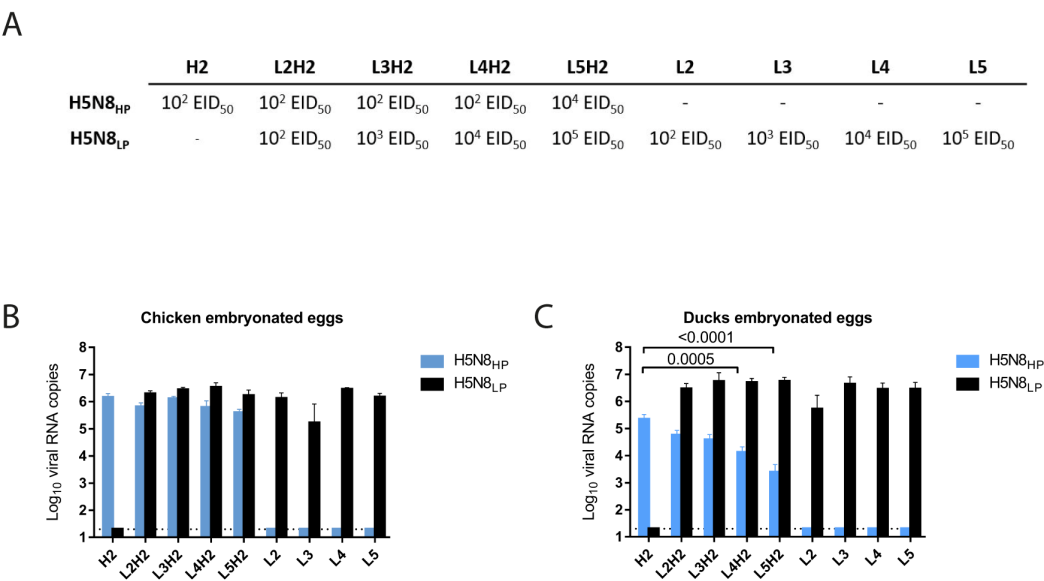 A
H2 L2H2 L3H2 L4H2 L5H2 L2 L3 L4 L5
H5N8HP 10² EID₅₀ 10² EID₅₀ 10² EID₅₀ 10² EID₅₀ 10⁴ EID₅₀ - - - -
H5N8LP - 10² EID₅₀ 10³ EID₅₀ 10⁴ EID₅₀ 10⁵ EID₅₀ 10² EID₅₀ 10³ EID₅₀ 10⁴ EID₅₀ 10⁵ EID₅₀
B
Chicken embryonated eggs
Log₁₀ viral RNA copies
8
7
6
5
4
3
2
1
H2 L2H2 L3H2 L4H2 L5H2 L2 L3 L4 L5
H5N8HP
H5N8LP
C
Ducks embryonated eggs
<0.0001
0.0005
Log₁₀ viral RNA copies
8
7
6
5
4
3
2
1
H2 L2H2 L3H2 L4H2 L5H2 L2 L3 L4 L5
H5N8HP
H5N8LP